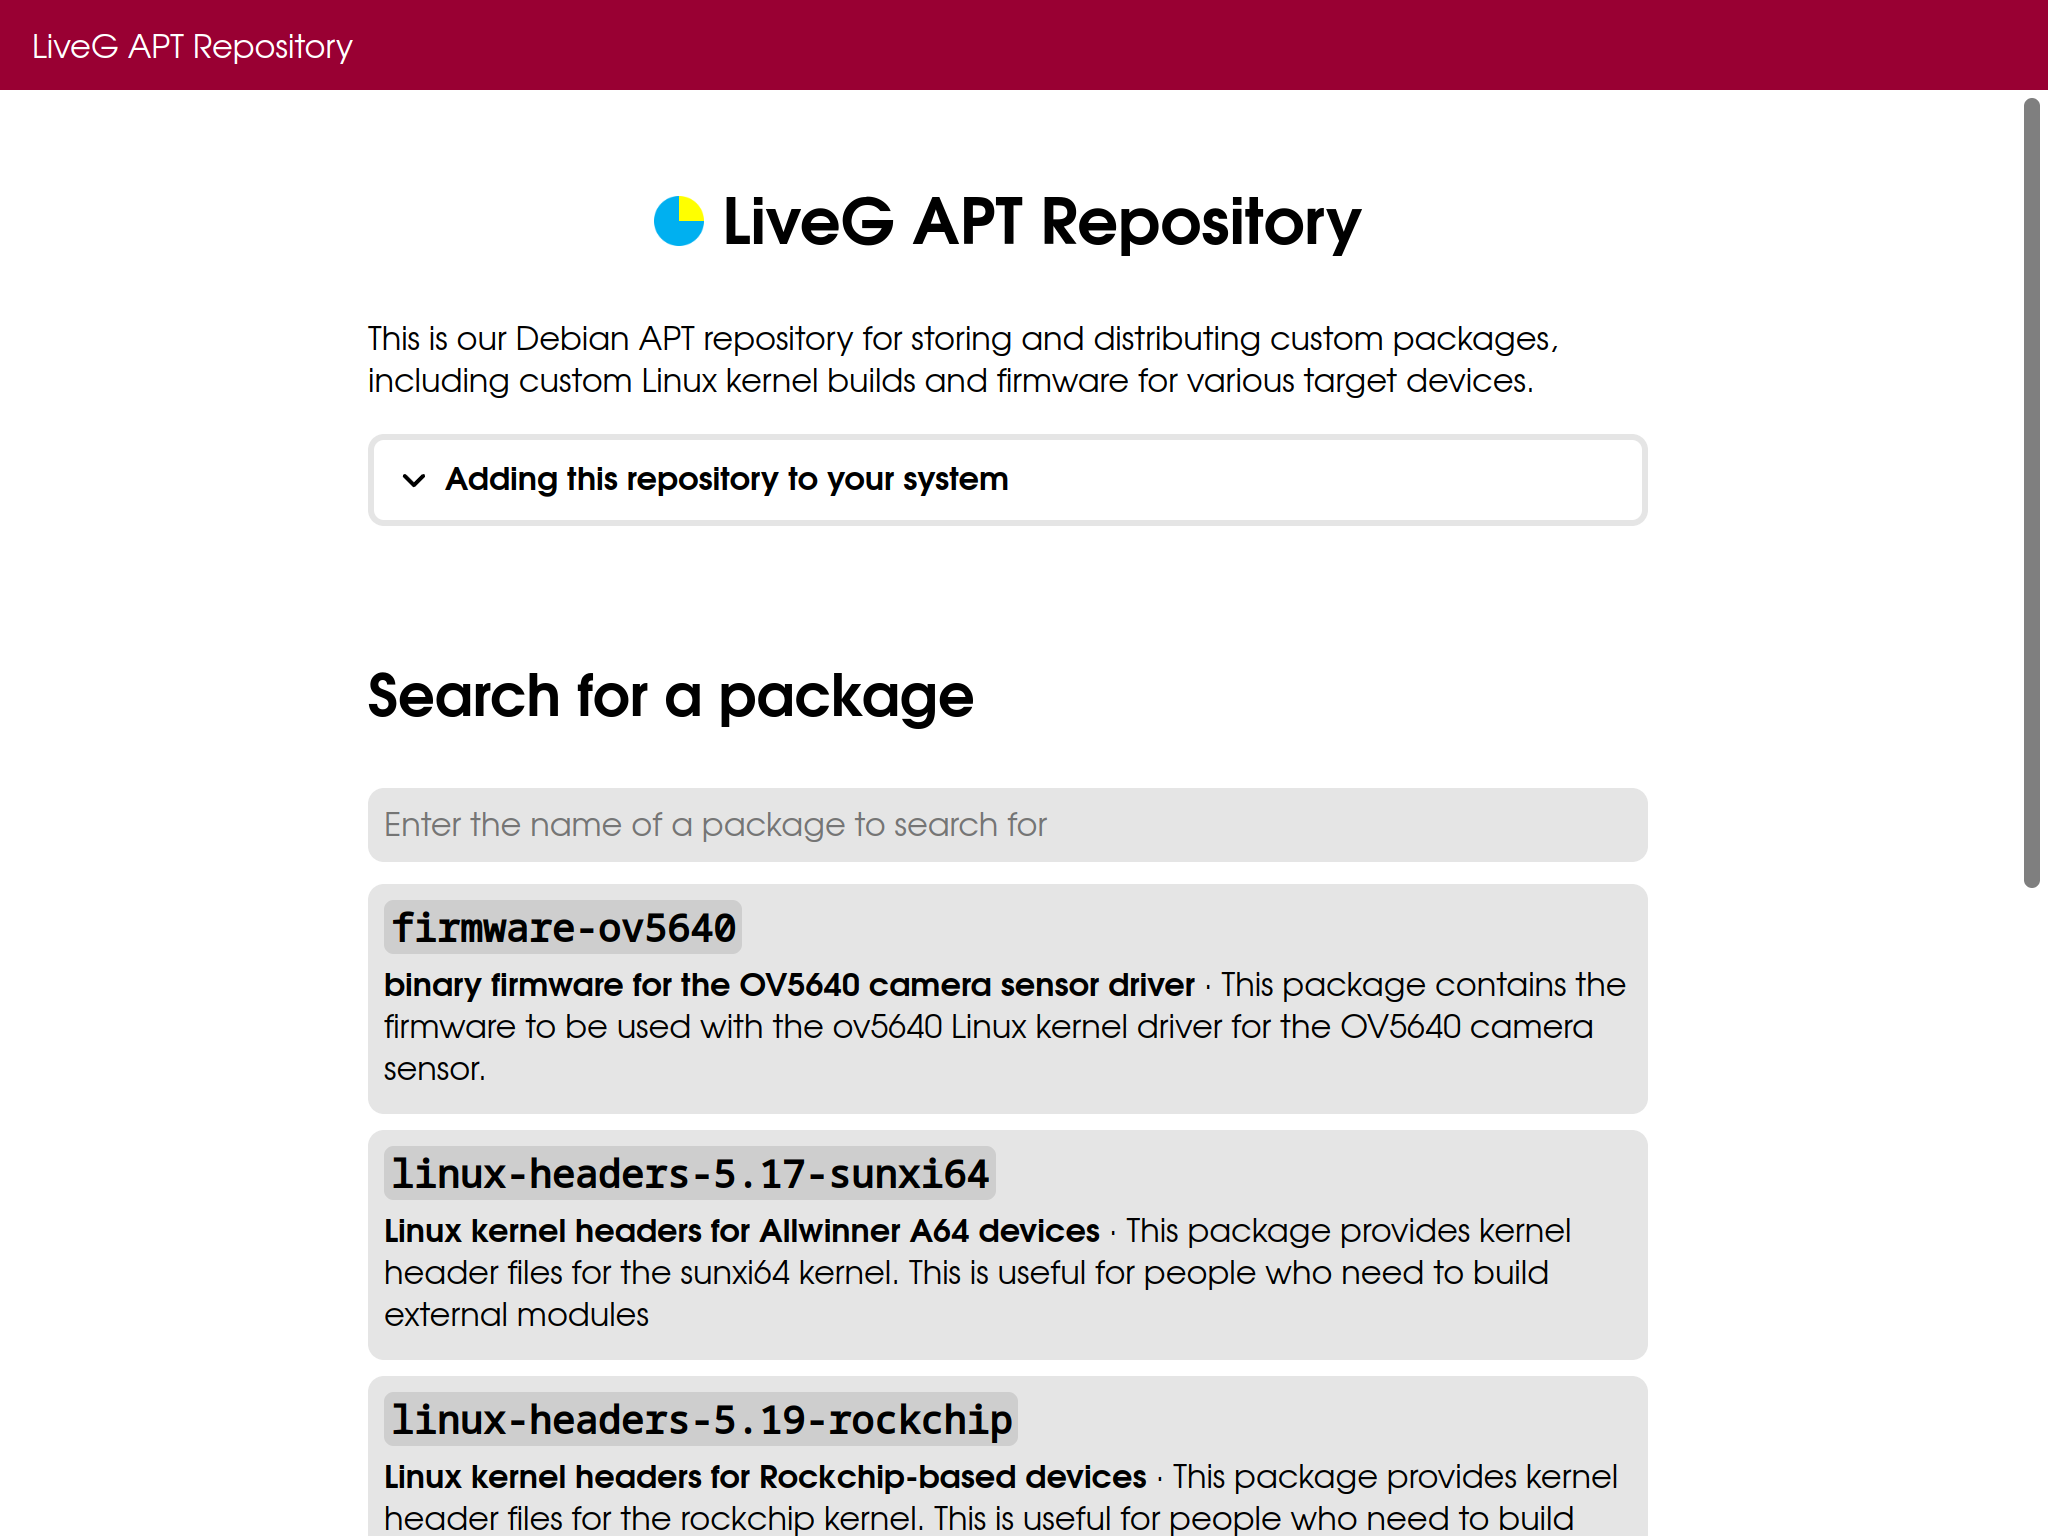 LiveG APT Repository
LiveG APT Repository
This is our Debian APT repository for storing and distributing custom packages,
including custom Linux kernel builds and firmware for various target devices.
Adding this repository to your system
Search for a package
Enter the name of a package to search for
firmware-ov5640
binary firmware for the OV5640 camera sensor driver · This package contains the
firmware to be used with the ov5640 Linux kernel driver for the OV5640 camera
sensor.
linux-headers-5.17-sunxi64
Linux kernel headers for Allwinner A64 devices · This package provides kernel
header files for the sunxi64 kernel. This is useful for people who need to build
external modules
linux-headers-5.19-rockchip
Linux kernel headers for Rockchip-based devices · This package provides kernel
header files for the rockchip kernel. This is useful for people who need to build